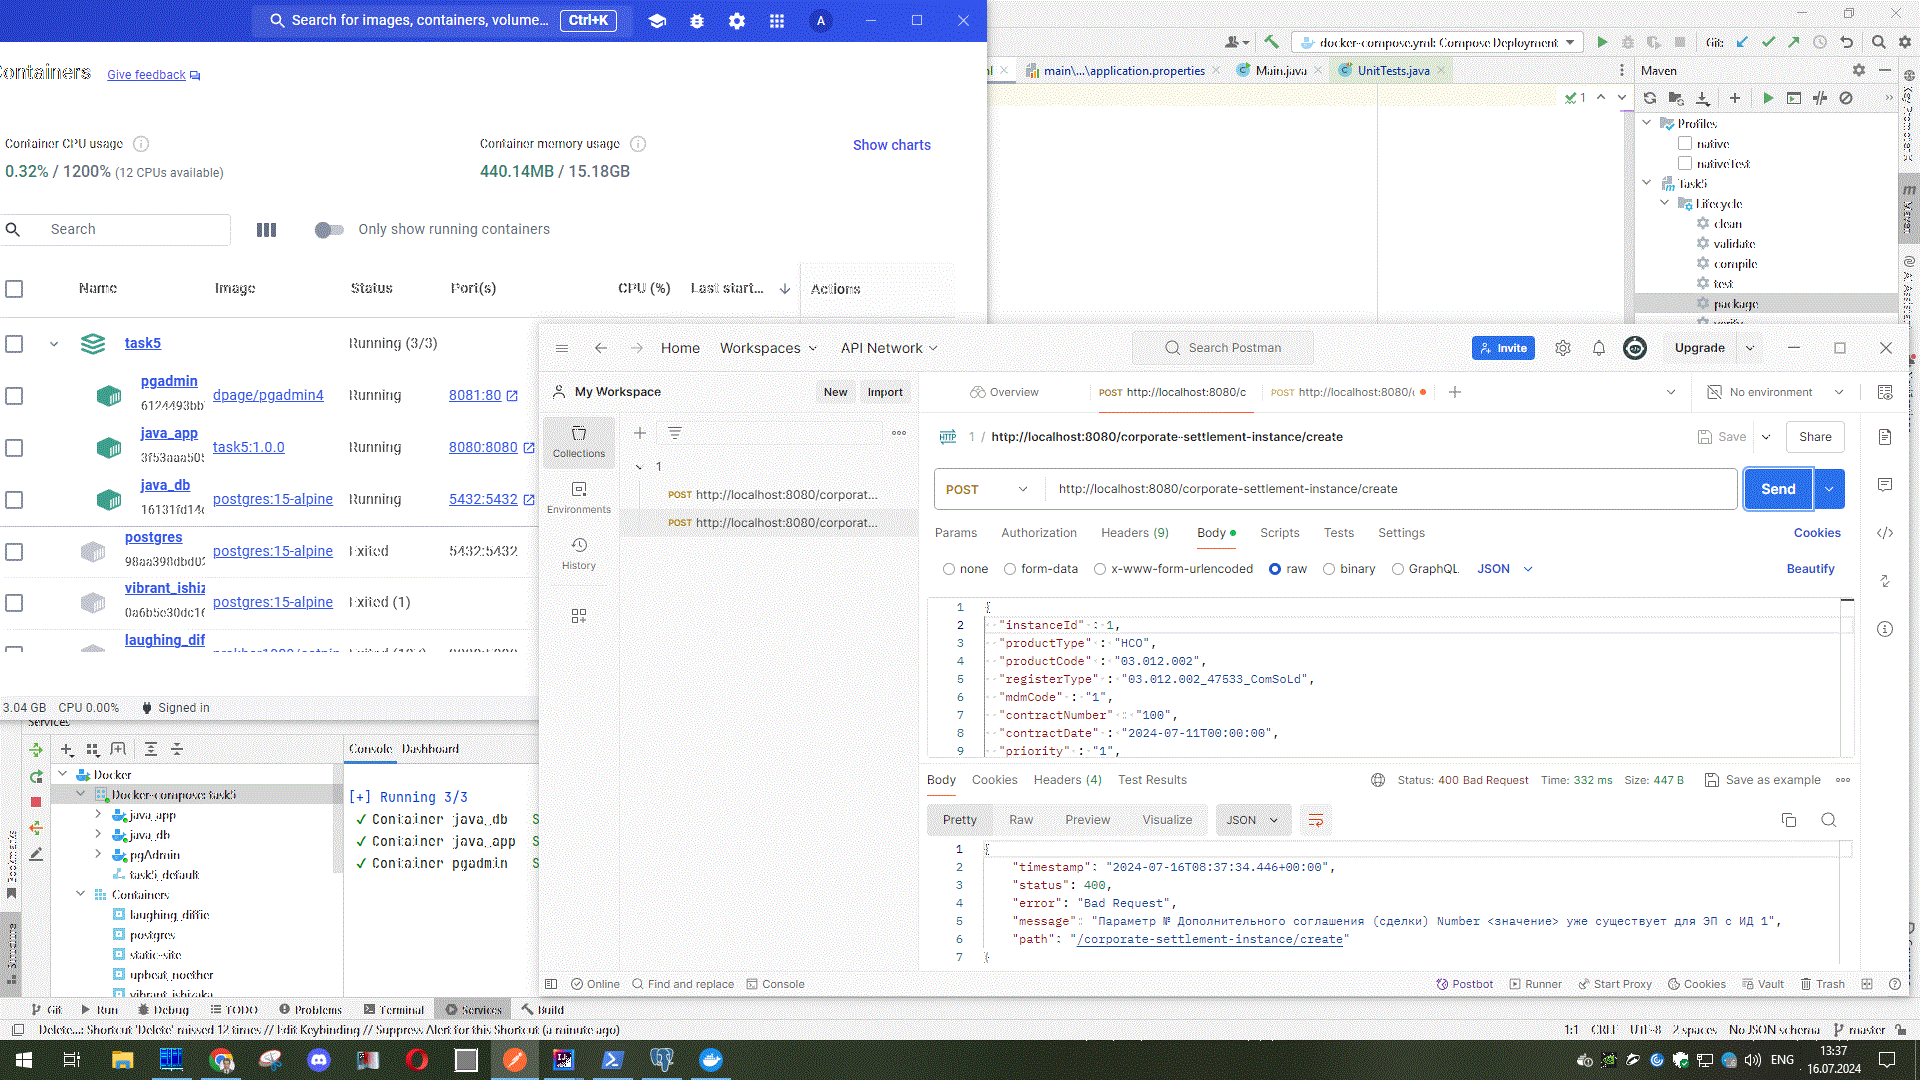 Search for images, containers, volume... Ctrl+K A
Containers Give feedback
Container CPU usage
0.32% / 1200% (12 CPUs available)
Container memory usage
440.14MB / 15.18GB
Show charts
Search Only show running containers
Name Image Status Port(s) CPU (%) Last start... Actions
task5 Running (3/3)
pgadmin
6124493bb dpage/pgadmin4 Running 8081:80
java_app
3f53aaa505 task5:1.0.0 Running 8080:8080
java_db
16131fd14c postgres:15-alpine Running 5432:5432
postgres
98aa398dbd02 postgres:15-alpine Exited 5432:5432
vibrant_ishiz
0a6b5e30dc16 postgres:15-alpine Exited (1)
laughing_diff
3.04 GB CPU 0.00% Signed in
docker-compose.yml: Compose Deployment Git:
main\...\application.properties Main.java UnitTests.java
1
Maven
Profiles
native
nativeTest
Task5
Lifecycle
clean
validate
compile
test
package
verify
Key Promoter X
Maven
AI Assistant
Home Workspaces API Network Search Postman Invite Upgrade
My Workspace New Import
Overview POST http://localhost:8080/c POST http://localhost:8080/ No environment
Collections
Environments
History
1
POST http://localhost:8080/corporat...
POST http://localhost:8080/corporat...
HTTP 1 / http://localhost:8080/corporate-settlement-instance/create Save Share
POST http://localhost:8080/corporate-settlement-instance/create Send
Params Authorization Headers (9) Body Scripts Tests Settings Cookies
none form-data x-www-form-urlencoded raw binary GraphQL JSON Beautify
1 {
2 "instanceId" : 1,
3 "productType" : "НСО",
4 "productCode" : "03.012.002",
5 "registerType" : "03.012.002_47533_ComSoLd",
6 "mdmCode" : "1",
7 "contractNumber" : "100",
8 "contractDate" : "2024-07-11T00:00:00",
9 "priority" : "1",
Body Cookies Headers (4) Test Results Status: 400 Bad Request Time: 332 ms Size: 447 B Save as example
Pretty Raw Preview Visualize JSON
1 {
2 "timestamp": "2024-07-16T08:37:34.446+00:00",
3 "status": 400,
4 "error": "Bad Request",
5 "message": "Параметр № Дополнительного соглашения (сделки) Number <значение> уже существует для ЭП с ИД 1",
6 "path": "/corporate-settlement-instance/create"
7 }
Online Find and replace Console Postbot Runner Start Proxy Cookies Vault Trash
Services
Console Dashboard
Docker
Docker-compose: task5
java_app
java_db
pgAdmin
task5_default
Containers
laughing_diffie
postgres
static-site
upbeat_noether
vibrant_ishizaka
[+] Running 3/3
✓ Container java_db S
✓ Container java_app S
✓ Container pgadmin S
Bookmarks
Structure
Git Run Debug TODO Problems Terminal Services Build
Delete...: Shortcut 'Delete' missed 12 times // Edit Keybinding // Suppress Alert for this Shortcut (a minute ago) 1:1 CRLF UTF-8 2 spaces No JSON schema master
ENG 13:37
16.07.2024